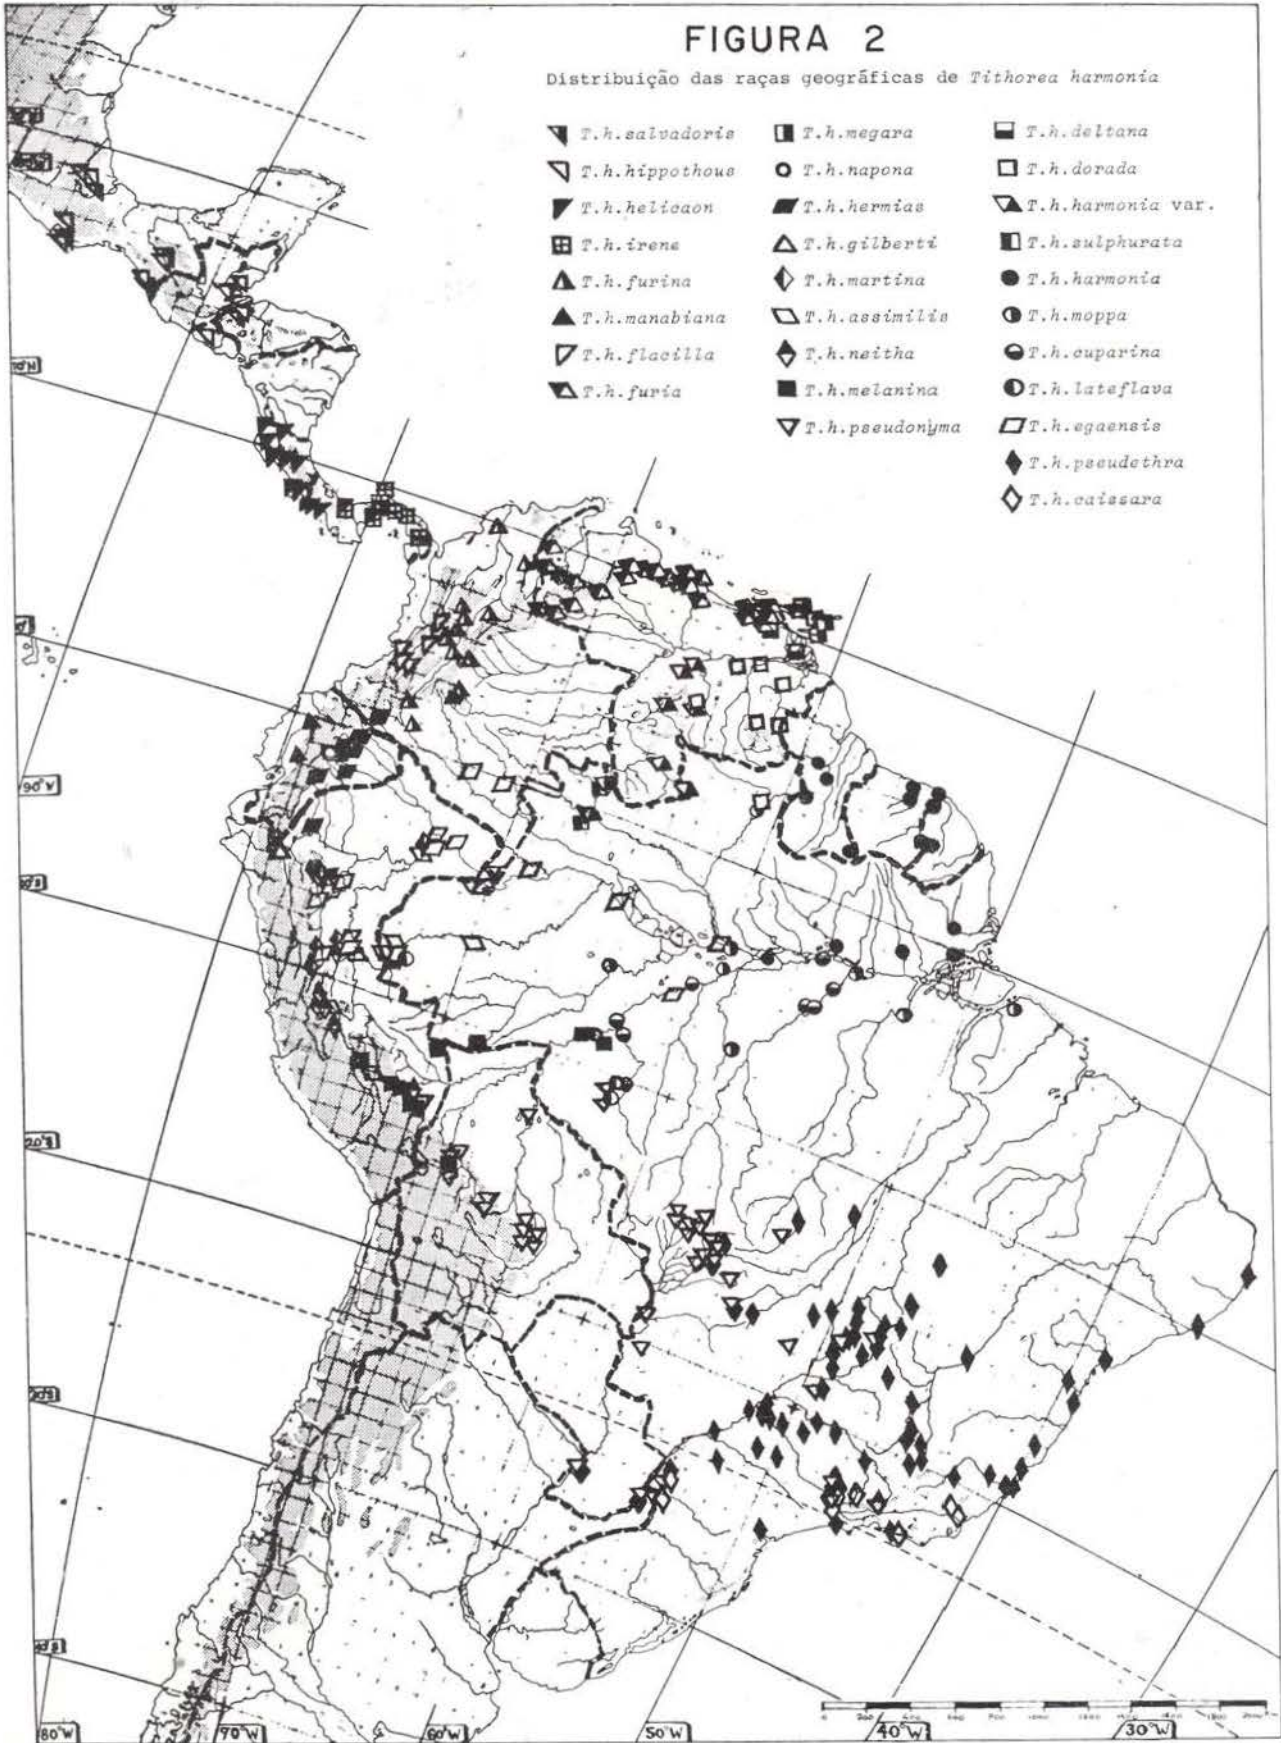 FIGURA 2
Distribuição das raças geográficas de Tithorea harmonia
T.h.salvadoris
T.h.hippothous
T.h.helicaon
T.h.irene
T.h.furina
T.h.manabiana
T.h.flacilla
T.h.furia
T.h.megara
T.h.napona
T.h.hermias
T.h.gilberti
T.h.martina
T.h.assimilis
T.h.neitha
T.h.melanina
T.h.pseudonyma
T.h.deltana
T.h.dorada
T.h.harmonia var.
T.h.sulphurata
T.h.harmonia
T.h.moppa
T.h.cuparina
T.h.lateflava
T.h.egaensis
T.h.pseudethra
T.h.caissara
90°W
20°S
80°W
70°W
60°W
50°W
40°W
30°W